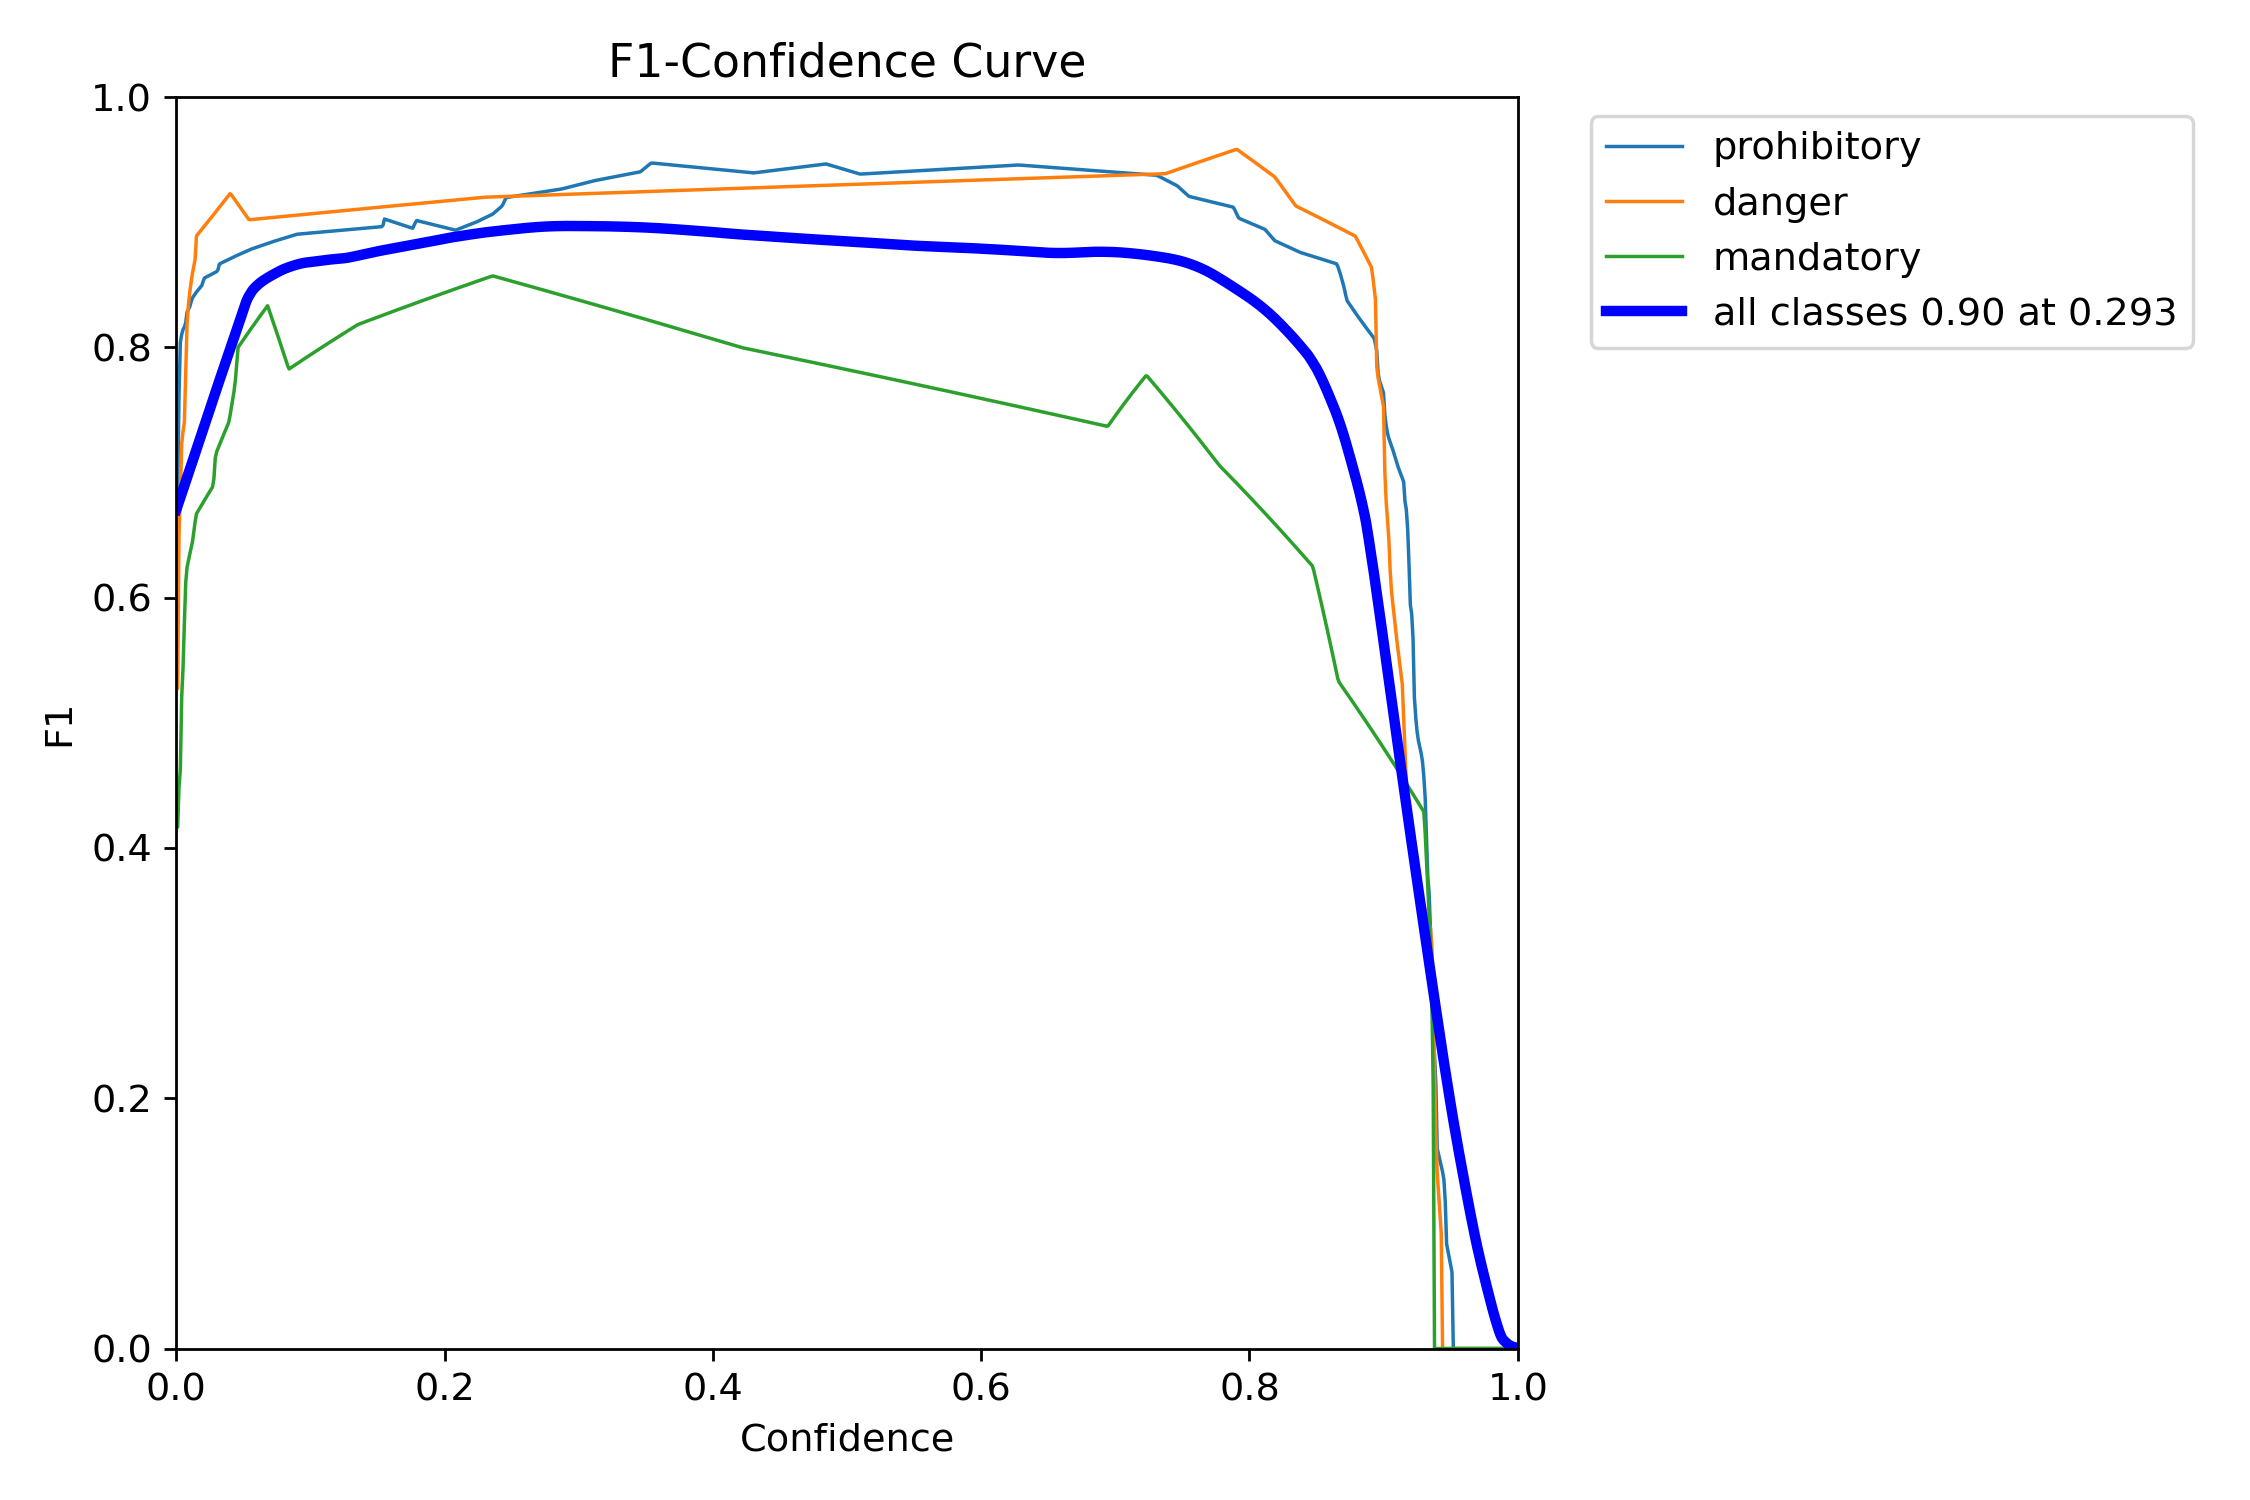 F1-Confidence Curve
1.0
0.8
0.6
0.4
0.2
0.0
F1
0.0 0.2 0.4 0.6 0.8 1.0
Confidence
prohibitory
danger
mandatory
all classes 0.90 at 0.293